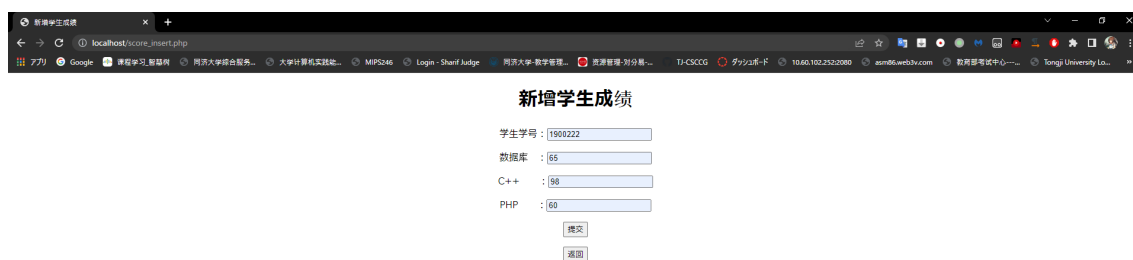 新增学生成绩
localhost/score_insert.php
アプリ Google 课程学习_智慧树 同济大学综合服务... 大学计算机实践能... MIPS246 Login - Sharif Judge 同济大学-教学管理... 资源管理-对分易-... TJ-CSCCG ダッシュボード 10.60.102.252:2080 asm86.web3v.com 教育部考试中心---... Tongji University Lo... »
新增学生成绩
学生学号：1900222
数据库 ：65
C++ ：98
PHP ：60
提交
返回